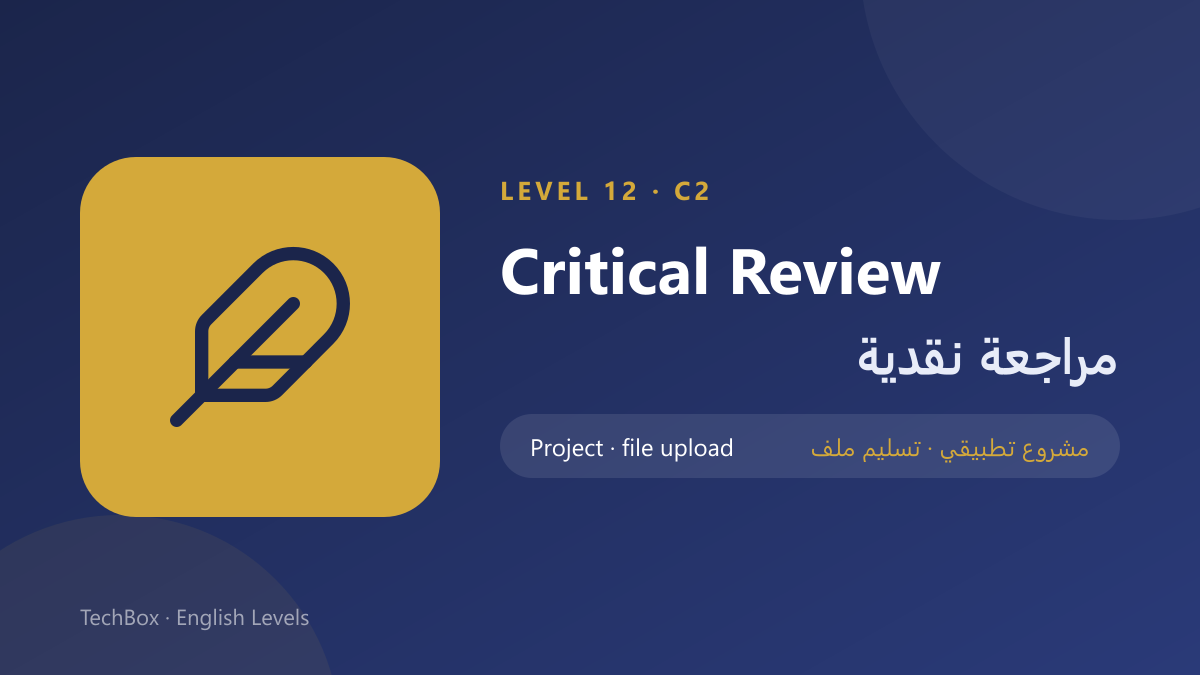 LEVEL 12 · C2
Critical Review
مراجعة نقدية
Project · file upload
مشروع تطبيقي · تسليم ملف
TechBox · English Levels